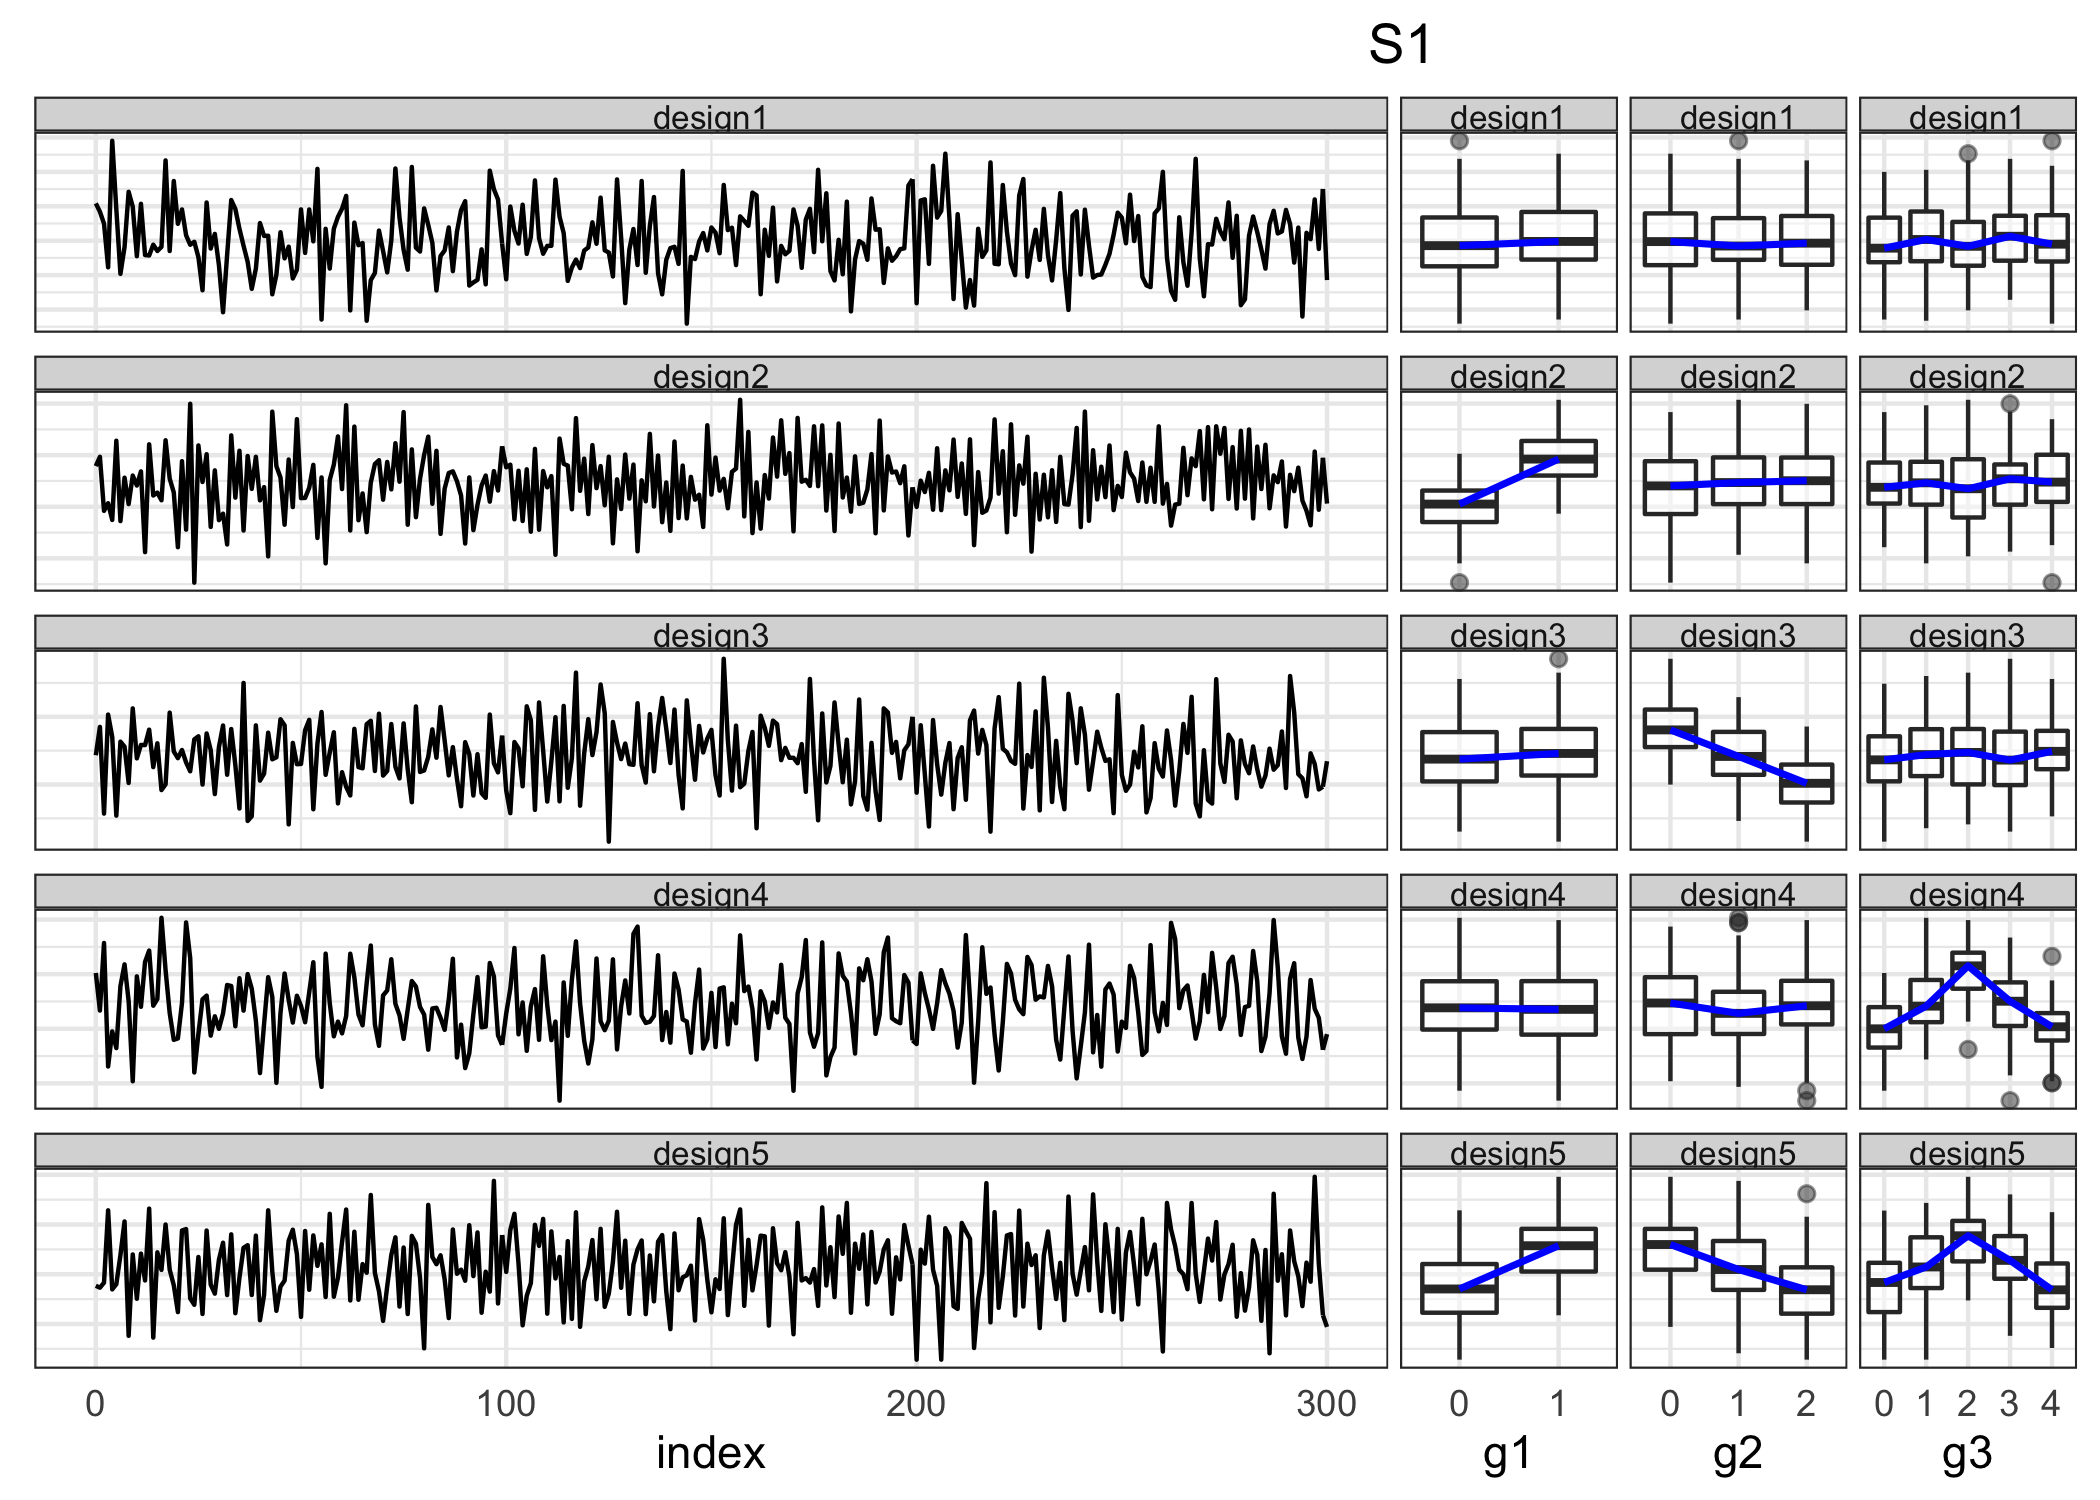 S1
design1 design1 design1 design1
design2 design2 design2 design2
design3 design3 design3 design3
design4 design4 design4 design4
design5 design5 design5 design5
0 100 200 300 0 1 0 1 2 0 1 2 3 4
index g1 g2 g3